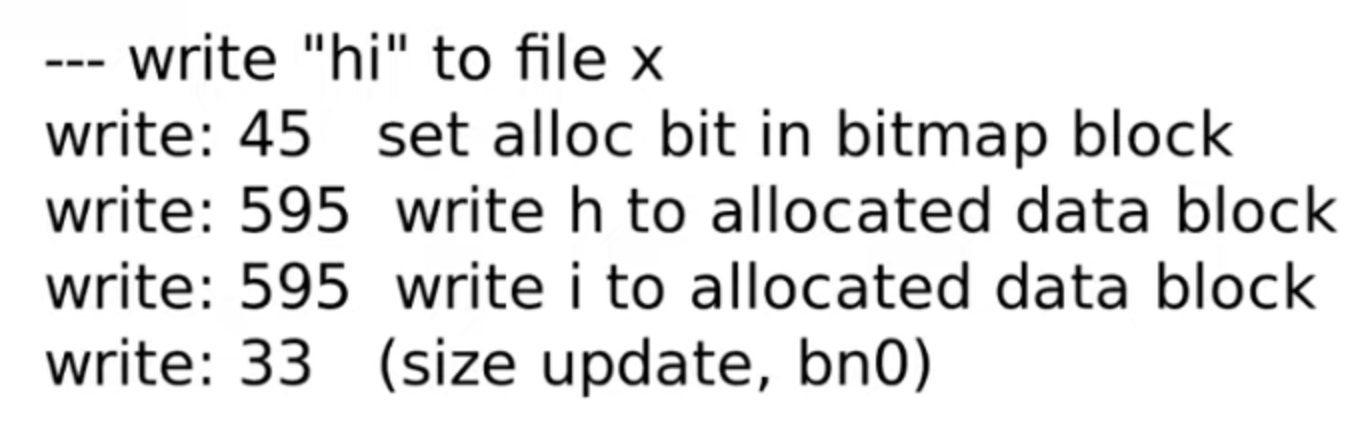 --- write "hi" to file x
write: 45   set alloc bit in bitmap block
write: 595  write h to allocated data block
write: 595  write i to allocated data block
write: 33   (size update, bn0)